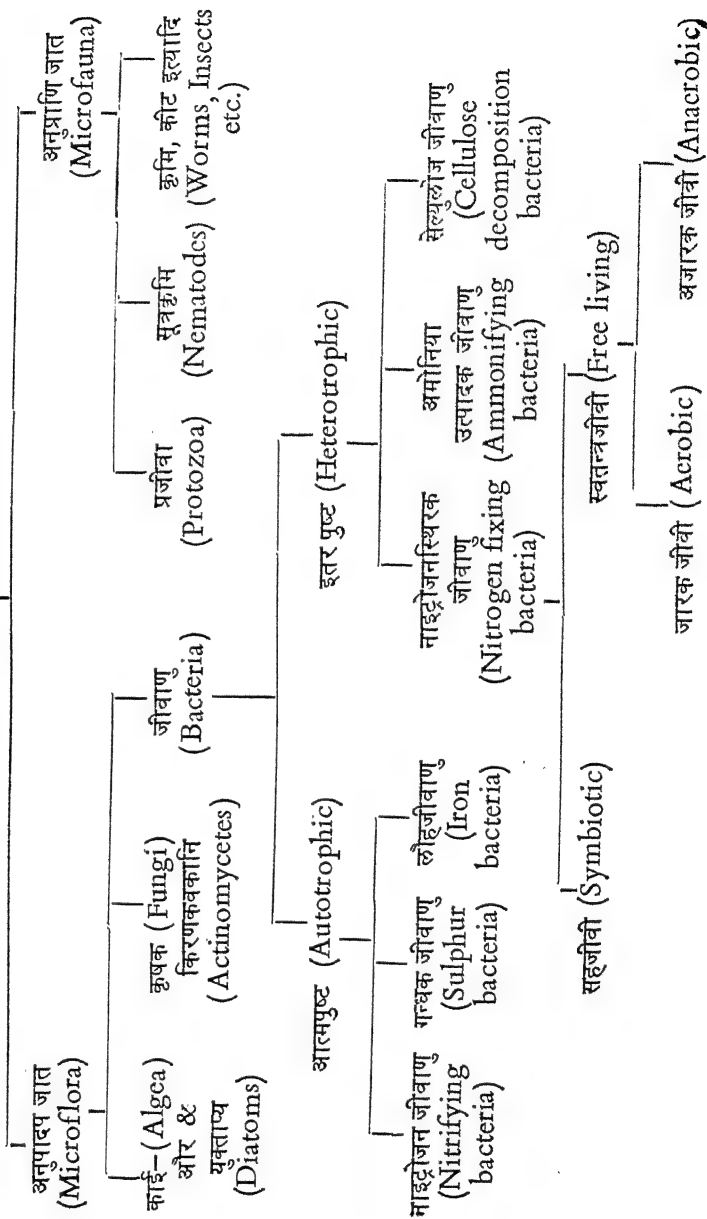 अनुपादप जात
(Microflora)
अनुप्राणि जात
(Microfauna)
काई–(Algea)
और &
युक्ताप्य
(Diatoms)
कृषक (Fungi)
किरणकवकानि
(Actinomycetes)
जीवाणु
(Bacteria)
प्रजीवा
(Protozoa)
सूत्रकृमि
(Nematodes)
कृमि, कीट इत्यादि
(Worms, Insects
etc.)
आत्मपुष्ट (Autotrophic)
इतर पुष्ट (Heterotrophic)
नाइट्रोजन जीवाणु
(Nitrifying
bacteria)
गन्धक जीवाणु
(Sulphur
bacteria)
लौहजीवाणु
(Iron
bacteria)
नाइट्रोजनस्थिरक
जीवाणु
(Nitrogen fixing
bacteria)
अमोनिया
उत्पादक जीवाणु
(Ammonifying
bacteria)
सेल्युलोज जीवाणु
(Cellulose
decomposition
bacteria)
सहजीवी (Symbiotic)
स्वतन्त्रजीवी (Free living)
जारक जीवी (Acrobic)
अजारक जीवी (Anacrobic)